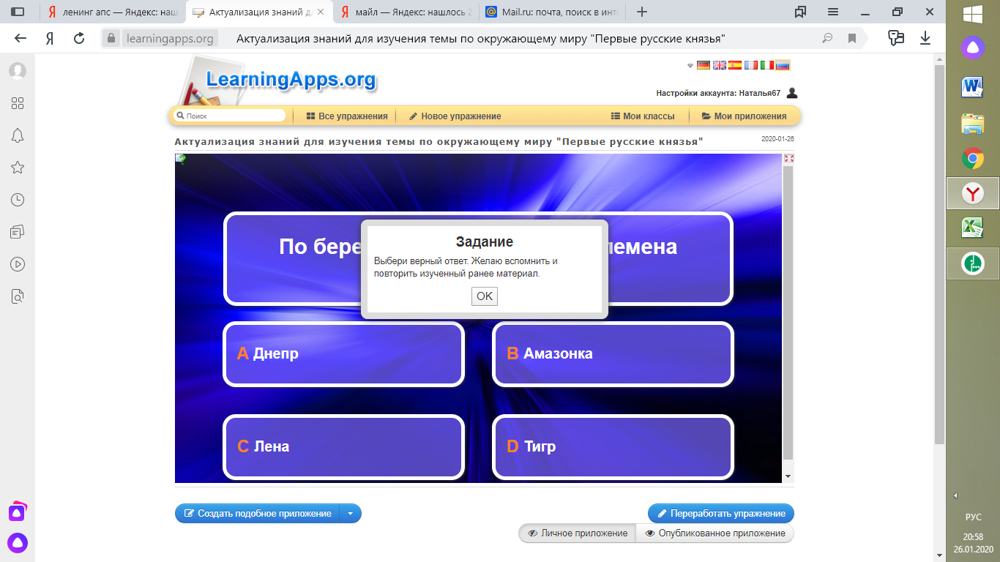 ленинг апс — Яндекс: наш
Актуализация знаний дл
майл — Яндекс: нашлось 2
Mail.ru: почта, поиск в инте
learningapps.org
Актуализация знаний для изучения темы по окружающему миру "Первые русские князья"
LearningApps.org
Настройки аккаунта: Наталья67
Поиск
Все упражнения
Новое упражнение
Мои классы
Мои приложения
Актуализация знаний для изучения темы по окружающему миру "Первые русские князья"
2020-01-26
По бере лемена
Задание
Выбери верный ответ. Желаю вспомнить и
повторить изученный ранее материал.
OK
A Днепр
B Амазонка
C Лена
D Тигр
Создать подобное приложение
Переработать упражнение
Личное приложение
Опубликованное приложение
РУС
20:58
26.01.2020